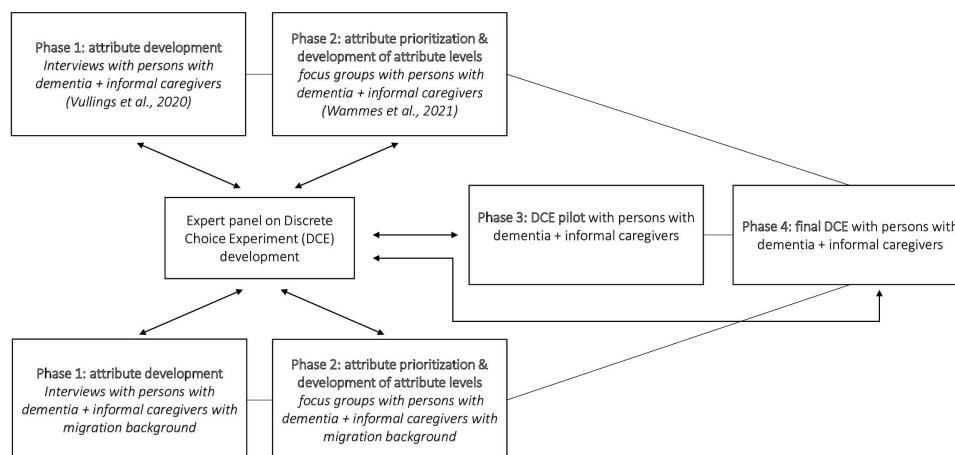 Phase 1: attribute development
Interviews with persons with
dementia + informal caregivers
(Vullings et al., 2020)
Phase 2: attribute prioritization &
development of attribute levels
focus groups with persons with
dementia + informal caregivers
(Wammes et al., 2021)
Expert panel on Discrete
Choice Experiment (DCE)
development
Phase 3: DCE pilot with persons with
dementia + informal caregivers
Phase 4: final DCE with persons with
dementia + informal caregivers
Phase 1: attribute development
Interviews with persons with
dementia + informal caregivers with
migration background
Phase 2: attribute prioritization &
development of attribute levels
focus groups with persons with
dementia + informal caregivers with
migration background